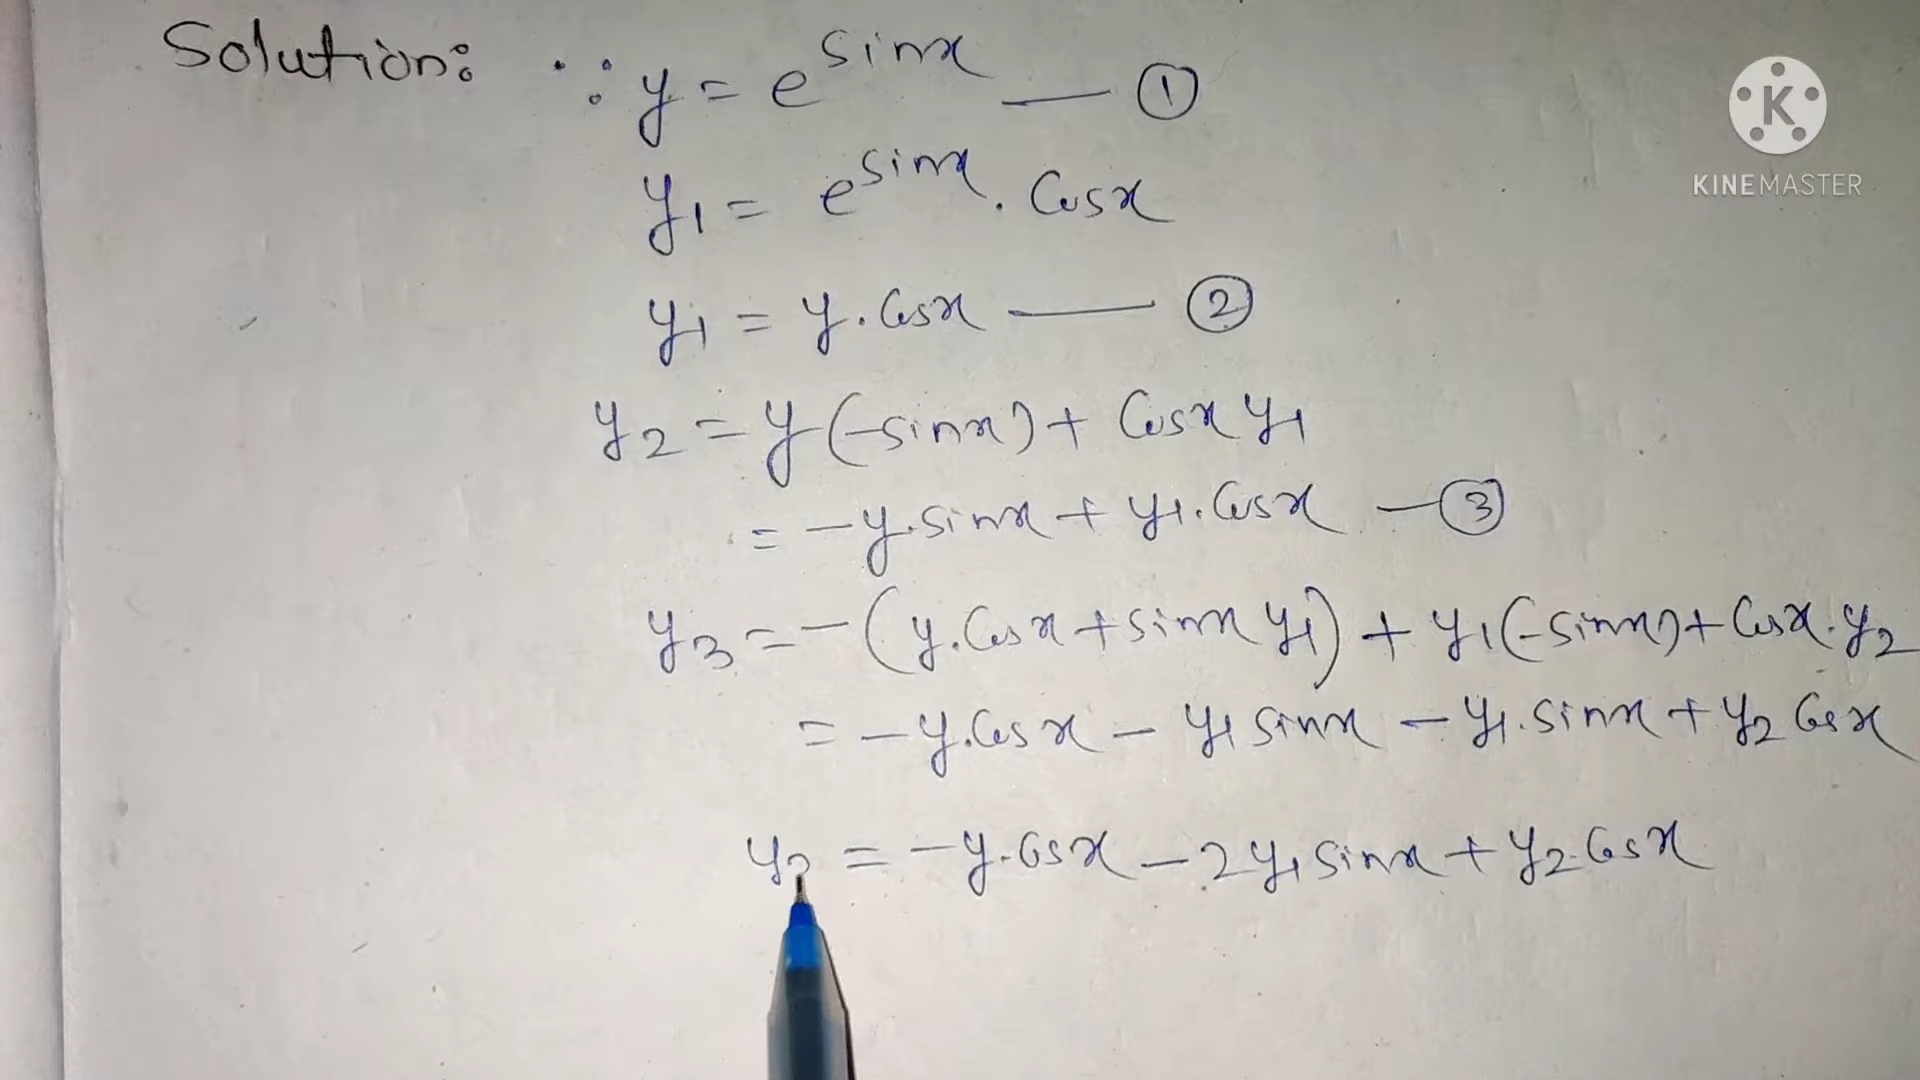 Solution: ∵ y = e^sinx — ①
y₁ = e^sinx . Cosx
y₁ = y.Cosx — ②
y₂ = y(-sinx) + Cosx y₁
= -y.sinx + y₁.Cosx — ③
y₃ = -(y.Cosx + sinx y₁) + y₁(-sinx) + Cosx.y₂
= -y.Cosx - y₁ sinx - y₁.sinx + y₂ Cosx
y₃ = -y.Cosx - 2y₁ sinx + y₂.Cosx
K
KINEMASTER